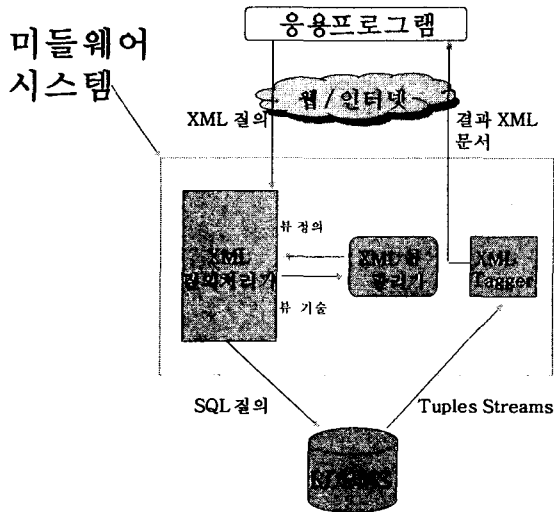 응용프로그램
미들웨어
시스템
웹/인터넷
XML 질의
결과 XML
문서
뷰 정의
XML
질의처리기
XML 뷰
관리기
XML
Tagger
뷰 기술
SQL 질의
Tuples Streams
RDBMS